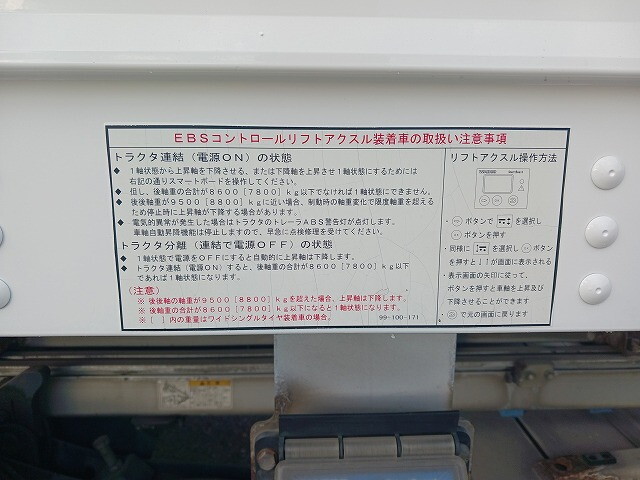 EBSコントロールリフトアクスル装着車の取扱い注意事項
トラクタ連結（電源ON）の状態
● 1軸状態から上昇軸を下降させる、または下降軸を上昇させ1軸状態にするためには
右記の通りスマートボードを操作してください。
● 但し、後軸重の合計が8600［7800］kg以下でなければ1軸状態にできません。
● 後後軸重が9500［8800］kgに近い場合、制動時の軸重変化で限度軸重を超える
ため停止時に上昇軸が下降する場合があります。
● 電気的異常が発生した場合はトラクタのトレーラABS警告灯が点灯します。
車軸自動昇降機能は停止しますので、早急に点検修理を受けてください。
トラクタ分離（連結で電源OFF）の状態
● 1軸状態で電源をOFFにすると自動的に上昇軸は下降します。
● トラクタ連結（電源ON）すると、後軸重の合計が8600［7800］kg以下
であれば1軸状態になります。
（注意）
※ 後後軸の軸重が9500［8800］kgを超えた場合、上昇軸は下降します。
※ 後軸重の合計が8600［7800］kg以下になると1軸状態になります。
※［ ］内の重量はワイドシングルタイヤ装着車の場合。
99-100-171
リフトアクスル操作方法
・ボタンで を選択し
ボタンを押す
・同様に を選択し ボタン
を押すと↓↓が画面に表示される
・表示画面の矢印に従って、
ボタンを押すと車軸を上昇及び
下降させることができます
・ で元の画面に戻ります